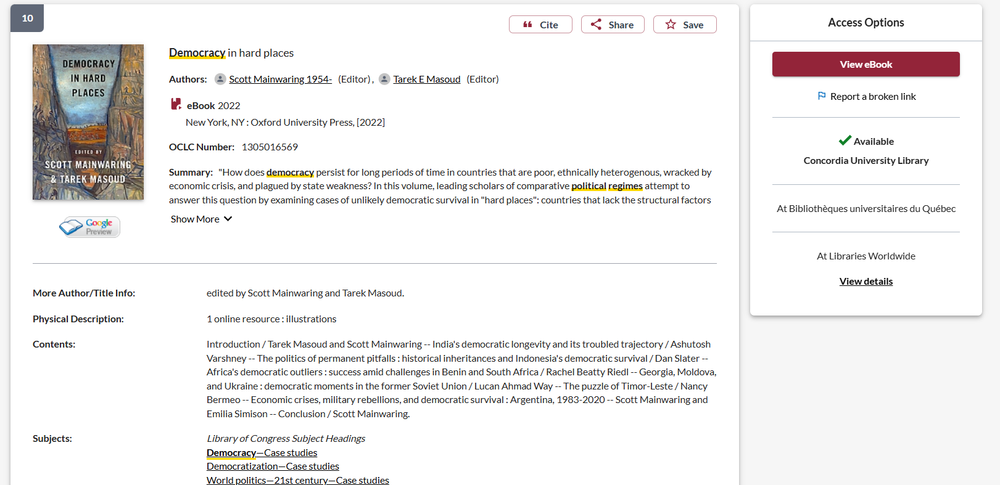 10
Cite
Share
Save
DEMOCRACY
IN HARD
PLACES
EDITED BY
SCOTT MAINWARING
& TAREK MASOUD
Google
Preview
Democracy in hard places
Authors: Scott Mainwaring 1954- (Editor), Tarek E Masoud (Editor)
eBook 2022
New York, NY : Oxford University Press, [2022]
OCLC Number: 1305016569
Summary: "How does democracy persist for long periods of time in countries that are poor, ethnically heterogenous, wracked by
economic crisis, and plagued by state weakness? In this volume, leading scholars of comparative political regimes attempt to
answer this question by examining cases of unlikely democratic survival in "hard places": countries that lack the structural factors
Show More
More Author/Title Info: edited by Scott Mainwaring and Tarek Masoud.
Physical Description: 1 online resource : illustrations
Contents: Introduction / Tarek Masoud and Scott Mainwaring -- India's democratic longevity and its troubled trajectory / Ashutosh
Varshney -- The politics of permanent pitfalls : historical inheritances and Indonesia's democratic survival / Dan Slater --
Africa's democratic outliers : success amid challenges in Benin and South Africa / Rachel Beatty Riedl -- Georgia, Moldova,
and Ukraine : democratic moments in the former Soviet Union / Lucan Ahmad Way -- The puzzle of Timor-Leste / Nancy
Bermeo -- Economic crises, military rebellions, and democratic survival : Argentina, 1983-2020 -- Scott Mainwaring and
Emilia Simison -- Conclusion / Scott Mainwaring.
Subjects: Library of Congress Subject Headings
Democracy—Case studies
Democratization—Case studies
World politics—21st century—Case studies
Access Options
View eBook
Report a broken link
Available
Concordia University Library
At Bibliothèques universitaires du Québec
At Libraries Worldwide
View details